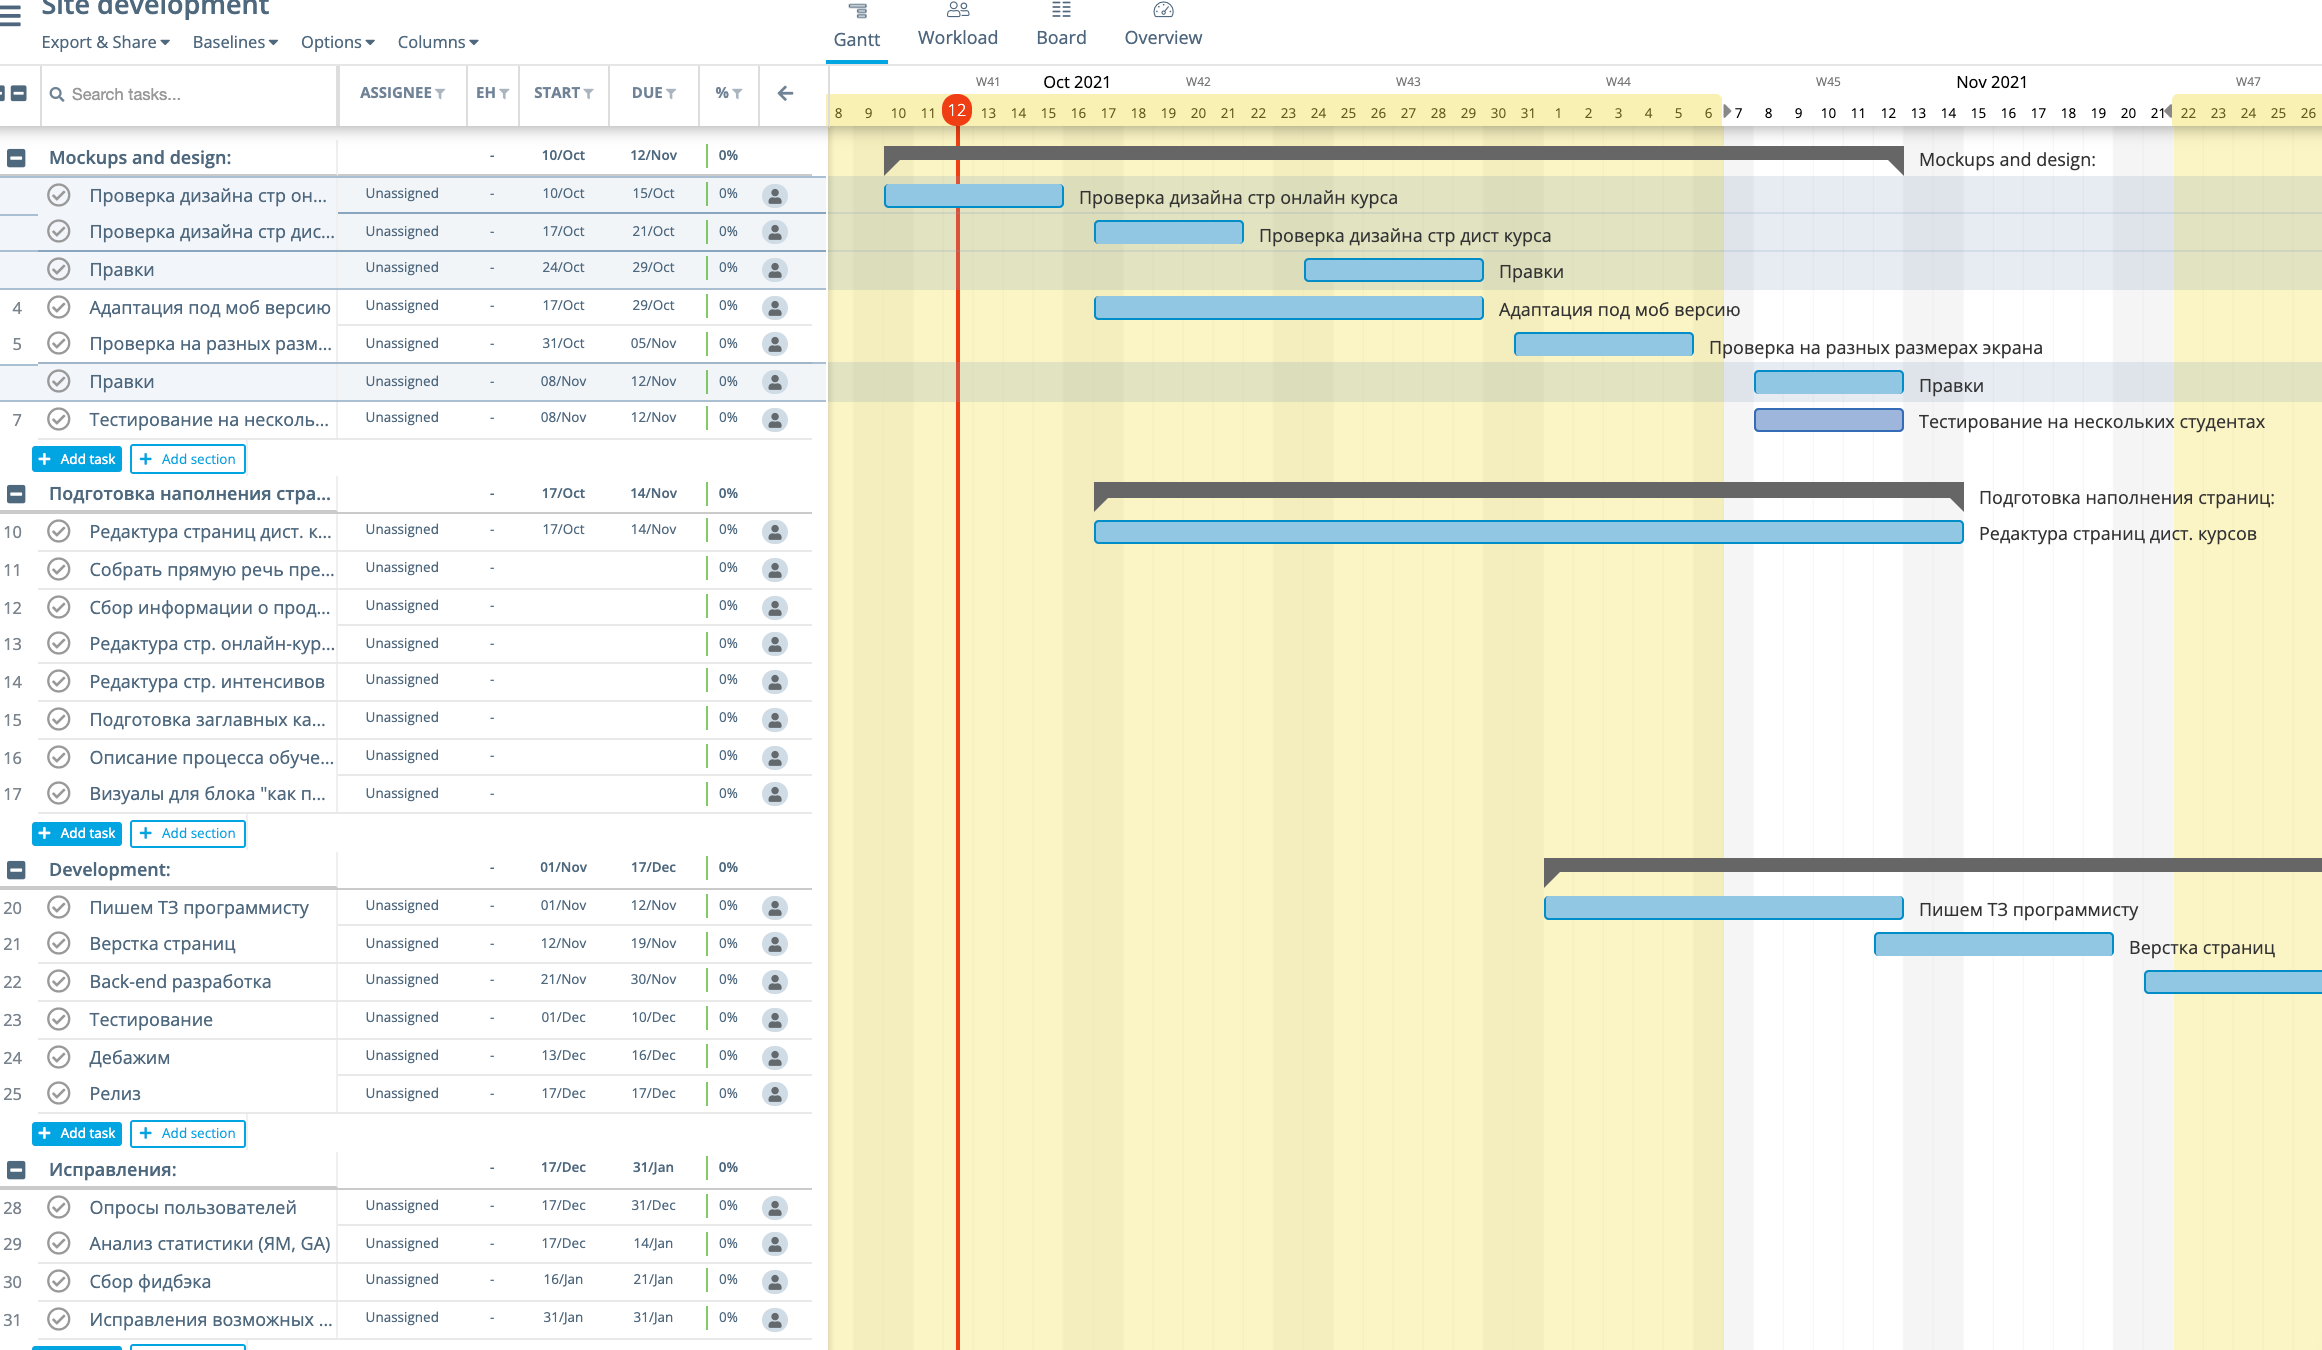 Site development
Export & Share Baselines Options Columns
Gantt Workload Board Overview
Search tasks... ASSIGNEE EH START DUE %
W41 Oct 2021 W42 W43 W44 W45 Nov 2021 W47
8 9 10 11 12 13 14 15 16 17 18 19 20 21 22 23 24 25 26 27 28 29 30 31 1 2 3 4 5 6 7 8 9 10 11 12 13 14 15 16 17 18 19 20 21 22 23 24 25 26
Mockups and design: - 10/Oct 12/Nov 0% Mockups and design:
Проверка дизайна стр он... Unassigned - 10/Oct 15/Oct 0% Проверка дизайна стр онлайн курса
Проверка дизайна стр дис... Unassigned - 17/Oct 21/Oct 0% Проверка дизайна стр дист курса
Правки Unassigned - 24/Oct 29/Oct 0% Правки
4 Адаптация под моб версию Unassigned - 17/Oct 29/Oct 0% Адаптация под моб версию
5 Проверка на разных разм... Unassigned - 31/Oct 05/Nov 0% Проверка на разных размерах экрана
Правки Unassigned - 08/Nov 12/Nov 0% Правки
7 Тестирование на несколь... Unassigned - 08/Nov 12/Nov 0% Тестирование на нескольких студентах
+ Add task + Add section
Подготовка наполнения стра... - 17/Oct 14/Nov 0% Подготовка наполнения страниц:
10 Редактура страниц дист. к... Unassigned - 17/Oct 14/Nov 0% Редактура страниц дист. курсов
11 Собрать прямую речь пре... Unassigned - 0%
12 Сбор информации о прод... Unassigned - 0%
13 Редактура стр. онлайн-кур... Unassigned - 0%
14 Редактура стр. интенсивов Unassigned - 0%
15 Подготовка заглавных ка... Unassigned - 0%
16 Описание процесса обуче... Unassigned - 0%
17 Визуалы для блока "как п... Unassigned - 0%
+ Add task + Add section
Development: - 01/Nov 17/Dec 0%
20 Пишем ТЗ программисту Unassigned - 01/Nov 12/Nov 0% Пишем ТЗ программисту
21 Верстка страниц Unassigned - 12/Nov 19/Nov 0% Верстка страниц
22 Back-end разработка Unassigned - 21/Nov 30/Nov 0%
23 Тестирование Unassigned - 01/Dec 10/Dec 0%
24 Дебажим Unassigned - 13/Dec 16/Dec 0%
25 Релиз Unassigned - 17/Dec 17/Dec 0%
+ Add task + Add section
Исправления: - 17/Dec 31/Jan 0%
28 Опросы пользователей Unassigned - 17/Dec 31/Dec 0%
29 Анализ статистики (ЯМ, GA) Unassigned - 17/Dec 14/Jan 0%
30 Сбор фидбэка Unassigned - 16/Jan 21/Jan 0%
31 Исправления возможных ... Unassigned - 31/Jan 31/Jan 0%